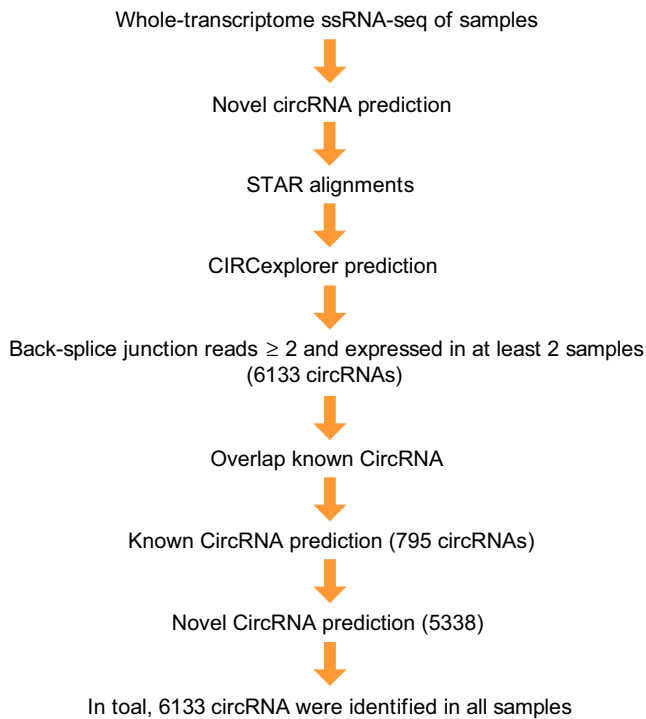 Whole-transcriptome ssRNA-seq of samples
Novel circRNA prediction
STAR alignments
CIRCexplorer prediction
Back-splice junction reads ≥ 2 and expressed in at least 2 samples
(6133 circRNAs)
Overlap known CircRNA
Known CircRNA prediction (795 circRNAs)
Novel CircRNA prediction (5338)
In toal, 6133 circRNA were identified in all samples